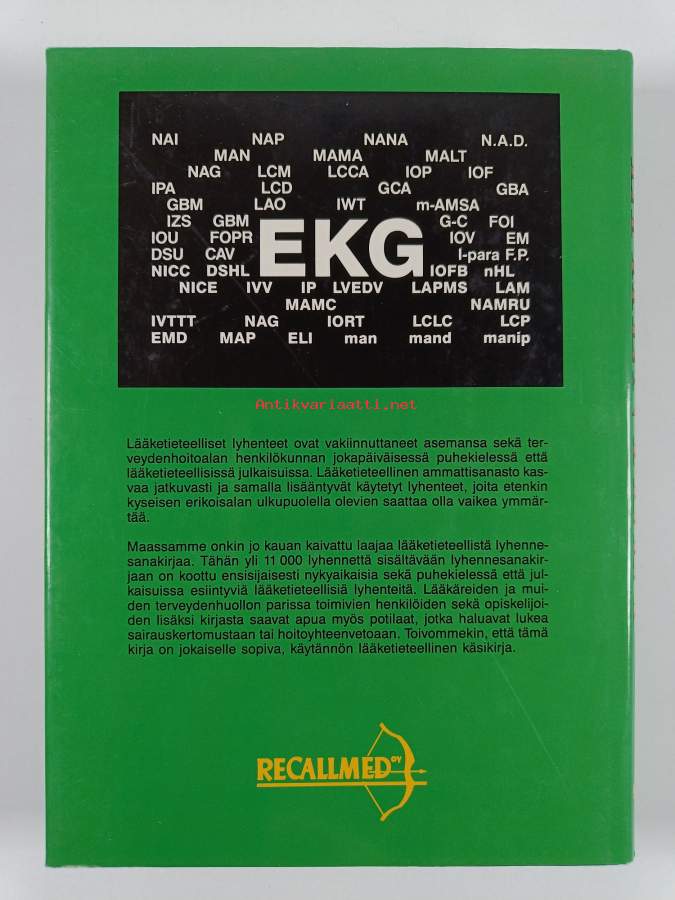 NAI NAP NANA N.A.D.
MAN MAMA MALT
NAG LCM LCCA IOP IOF
IPA LCD GCA GBA
GBM LAO IWT m-AMSA
IZS GBM G-C FOI
IOU FOPR EKG IOV EM
DSU CAV I-para F.P.
NICC DSHL IOFB nHL
NICE IVV IP LVEDV LAPMS LAM
MAMC NAMRU
IVTTT NAG IORT LCLC LCP
EMD MAP ELI man mand manip
Antikvariaatti.net
Lääketieteelliset lyhenteet ovat vakiinnuttaneet asemansa sekä ter-
veydenhoitoalan henkilökunnan jokapäiväisessä puhekielessä että
lääketieteellisissä julkaisuissa. Lääketieteellinen ammattisanasto kas-
vaa jatkuvasti ja samalla lisääntyvät käytetyt lyhenteet, joita etenkin
kyseisen erikoisalan ulkupuolella olevien saattaa olla vaikea ymmär-
tää.
Maassamme onkin jo kauan kaivattu laajaa lääketieteellistä lyhenne-
sanakirjaa. Tähän yli 11 000 lyhennettä sisältävään lyhennesanakir-
jaan on koottu ensisijaisesti nykyaikaisia sekä puhekielessä että jul-
kaisuissa esiintyviä lääketieteellisiä lyhenteitä. Lääkäreiden ja mui-
den terveydenhuollon parissa toimivien henkilöiden sekä opiskelijoi-
den lisäksi kirjasta saavat apua myös potilaat, jotka haluavat lukea
sairauskertomustaan tai hoitoyhteenvetoaan. Toivommekin, että tämä
kirja on jokaiselle sopiva, käytännön lääketieteellinen käsikirja.
RECALLMED OY